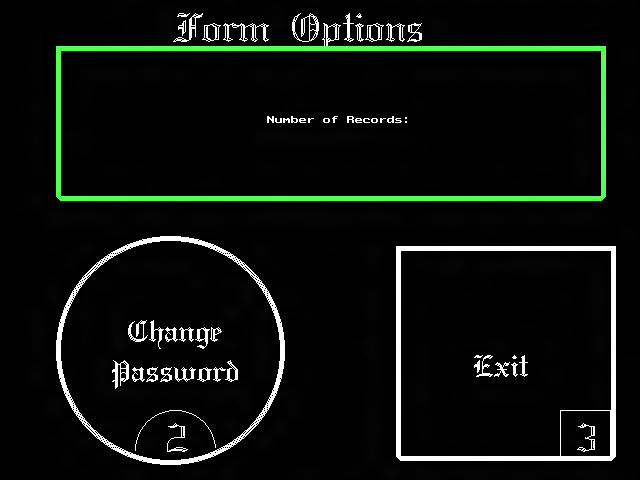 Form Options
Number of Records:
Change
Password
2
Exit
3